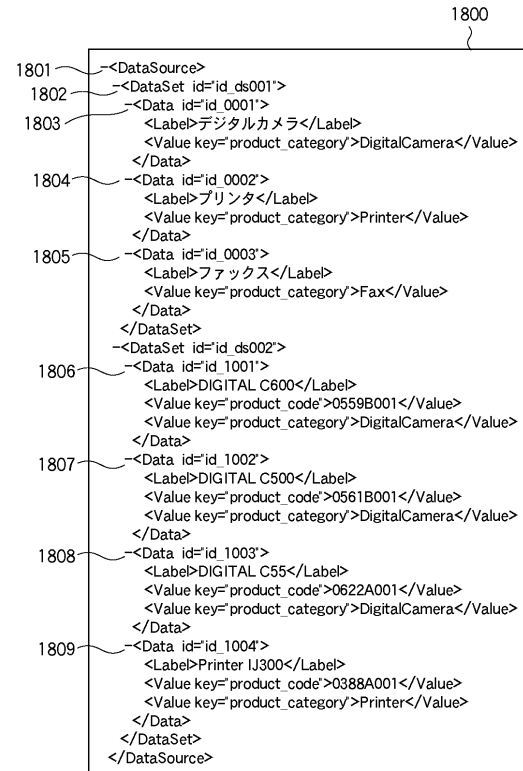 1800
1801 -<DataSource>
1802 -<DataSet id="id_ds001">
1803 -<Data id="id_0001">
<Label>デジタルカメラ</Label>
<Value key="product_category">DigitalCamera</Value>
</Data>
1804 -<Data id="id_0002">
<Label>プリンタ</Label>
<Value key="product_category">Printer</Value>
</Data>
1805 -<Data id="id_0003">
<Label>ファックス</Label>
<Value key="product_category">Fax</Value>
</Data>
</DataSet>
-<DataSet id="id_ds002">
1806 -<Data id="id_1001">
<Label>DIGITAL C600</Label>
<Value key="product_code">0559B001</Value>
<Value key="product_category">DigitalCamera</Value>
</Data>
1807 -<Data id="id_1002">
<Label>DIGITAL C500</Label>
<Value key="product_code">0561B001</Value>
<Value key="product_category">DigitalCamera</Value>
</Data>
1808 -<Data id="id_1003">
<Label>DIGITAL C55</Label>
<Value key="product_code">0622A001</Value>
<Value key="product_category">DigitalCamera</Value>
</Data>
1809 -<Data id="id_1004">
<Label>Printer IJ300</Label>
<Value key="product_code">0388A001</Value>
<Value key="product_category">Printer</Value>
</Data>
</DataSet>
</DataSource>